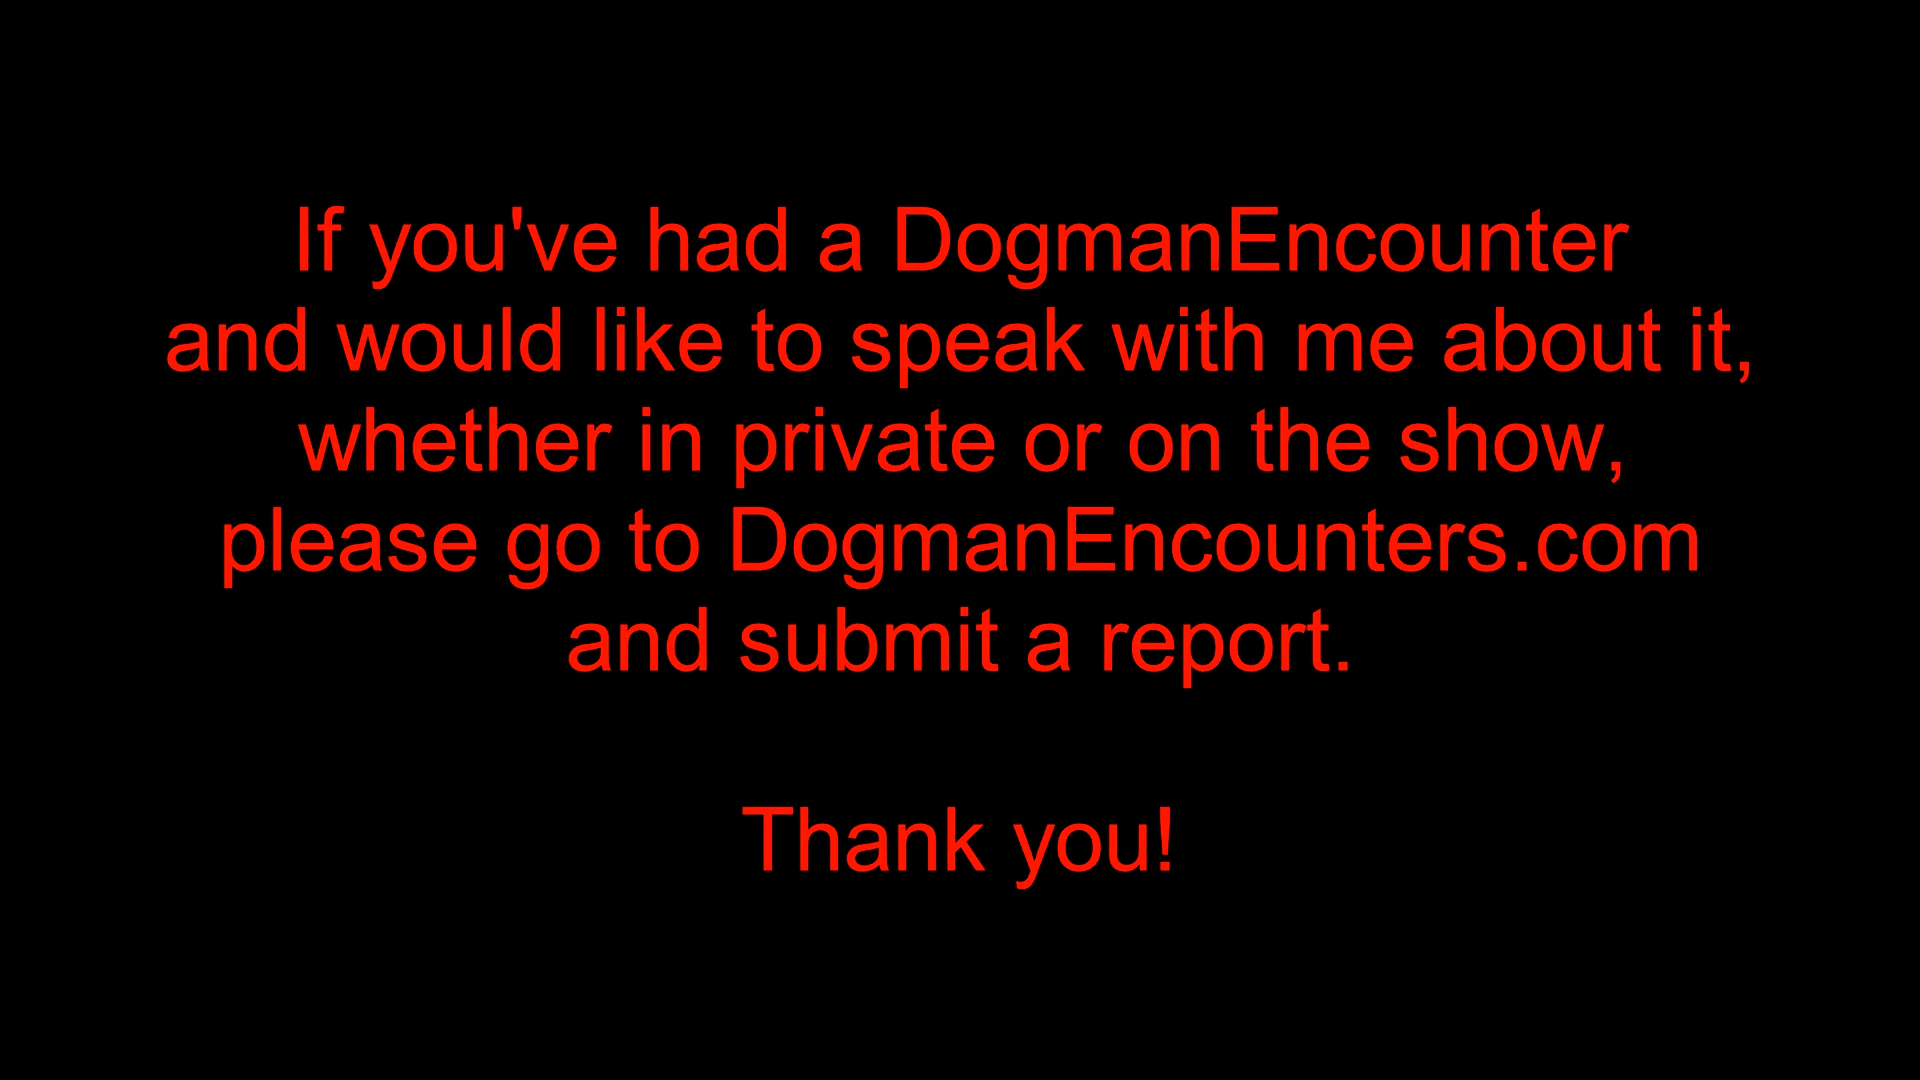 If you've had a DogmanEncounter
and would like to speak with me about it,
whether in private or on the show,
please go to DogmanEncounters.com
and submit a report.
Thank you!